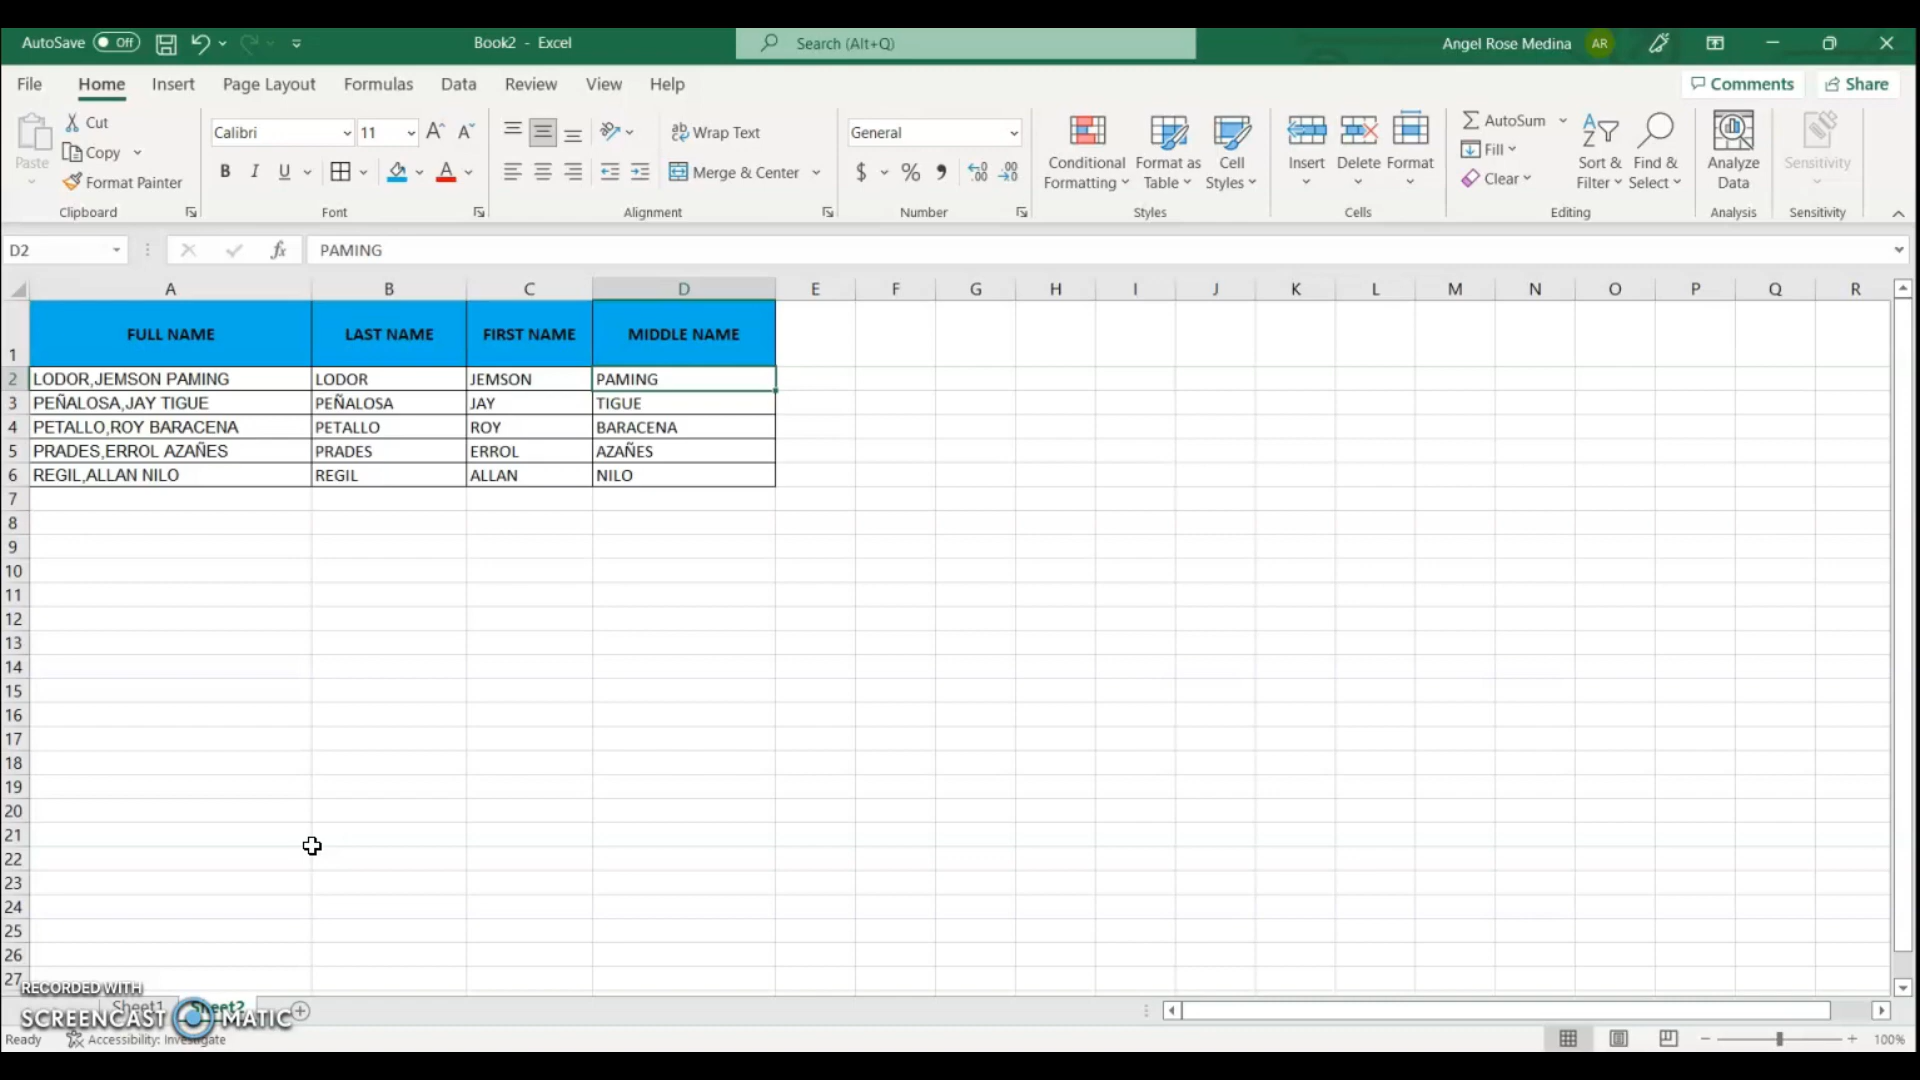 AutoSave Off Book2 - Excel Search (Alt+Q) Angel Rose Medina AR
File Home Insert Page Layout Formulas Data Review View Help Comments Share
Paste Cut Copy Format Painter
Calibri 11 A A B I U A
ab Wrap Text Merge & Center
General $ % 9 .00 .00
Conditional Formatting Format as Table Cell Styles
Insert Delete Format
AutoSum Fill Clear Sort & Filter Find & Select
Analyze Data Sensitivity
Clipboard Font Alignment Number Styles Cells Editing Analysis Sensitivity
D2 fx PAMING
A B C D E F G H I J K L M N O P Q R
1 FULL NAME LAST NAME FIRST NAME MIDDLE NAME
2 LODOR,JEMSON PAMING LODOR JEMSON PAMING
3 PEÑALOSA,JAY TIGUE PEÑALOSA JAY TIGUE
4 PETALLO,ROY BARACENA PETALLO ROY BARACENA
5 PRADES,ERROL AZAÑES PRADES ERROL AZAÑES
6 REGIL,ALLAN NILO REGIL ALLAN NILO
7
8
9
10
11
12
13
14
15
16
17
18
19
20
21
22
23
24
25
26
27
RECORDED WITH
Sheet1 Sheet2
SCREENCAST MATIC
Ready Accessibility: Investigate 100%